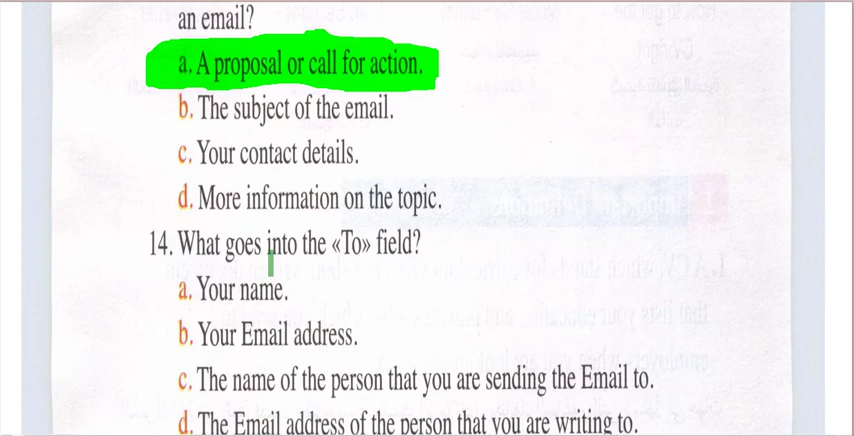 an email?
a. A proposal or call for action.
b. The subject of the email.
c. Your contact details.
d. More information on the topic.
14. What goes into the «To» field?
a. Your name.
b. Your Email address.
c. The name of the person that you are sending the Email to.
d. The Email address of the person that you are writing to.